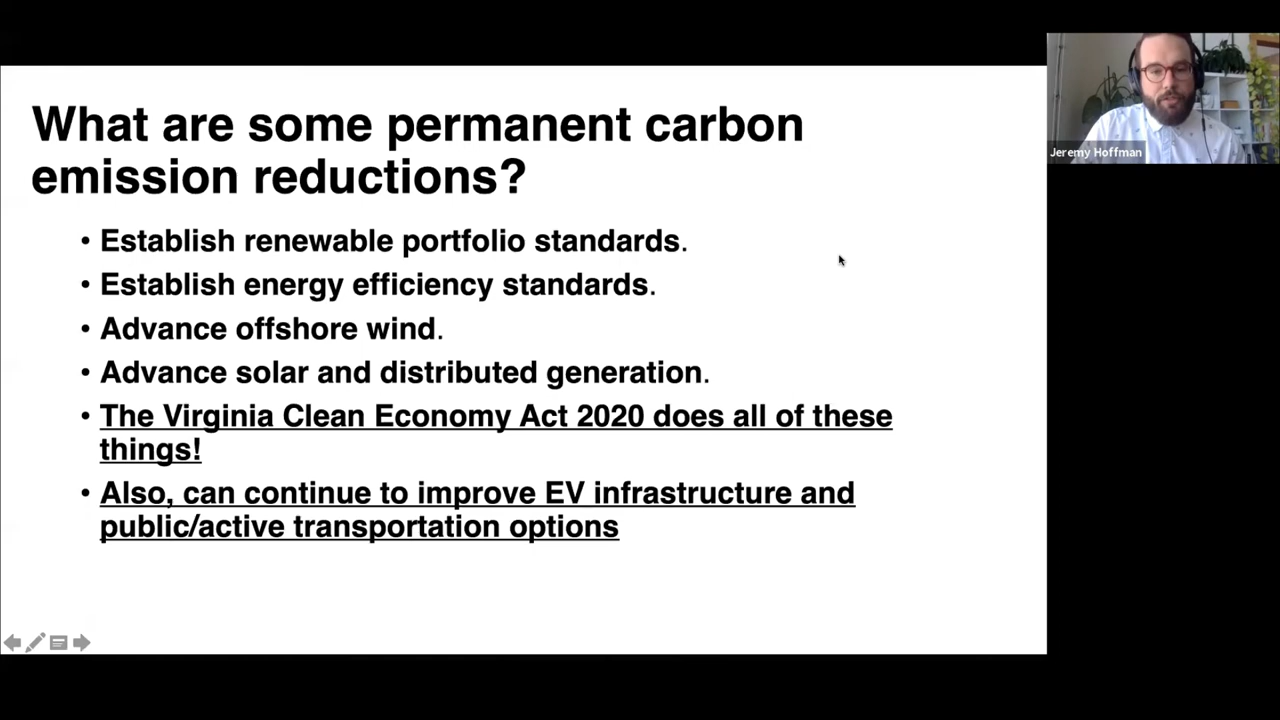 What are some permanent carbon
emission reductions?
• Establish renewable portfolio standards.
• Establish energy efficiency standards.
• Advance offshore wind.
• Advance solar and distributed generation.
• The Virginia Clean Economy Act 2020 does all of these
things!
• Also, can continue to improve EV infrastructure and
public/active transportation options
Jeremy Hoffman